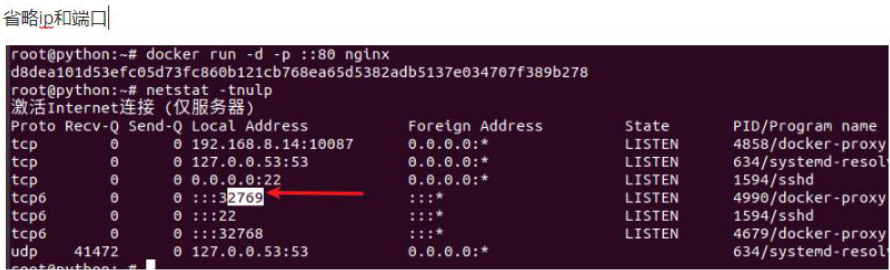 省略ip和端口
root@python:~# docker run -d -p ::80 nginx
d8dea101d53efc05d73fc860b121cb768ea65d5382adb5137e034707f389b278
root@python:~# netstat -tnulp
激活Internet连接 (仅服务器)
Proto Recv-Q Send-Q Local Address Foreign Address State PID/Program name
tcp 0 0 192.168.8.14:10087 0.0.0.0:* LISTEN 4858/docker-proxy
tcp 0 0 127.0.0.53:53 0.0.0.0:* LISTEN 634/systemd-resolv
tcp 0 0 0.0.0.0:22 0.0.0.0:* LISTEN 1594/sshd
tcp6 0 0 :::32769 :::* LISTEN 4990/docker-proxy
tcp6 0 0 :::22 :::* LISTEN 1594/sshd
tcp6 0 0 :::32768 :::* LISTEN 4679/docker-proxy
udp 41472 0 127.0.0.53:53 0.0.0.0:* 634/systemd-resolv
root@python:~#